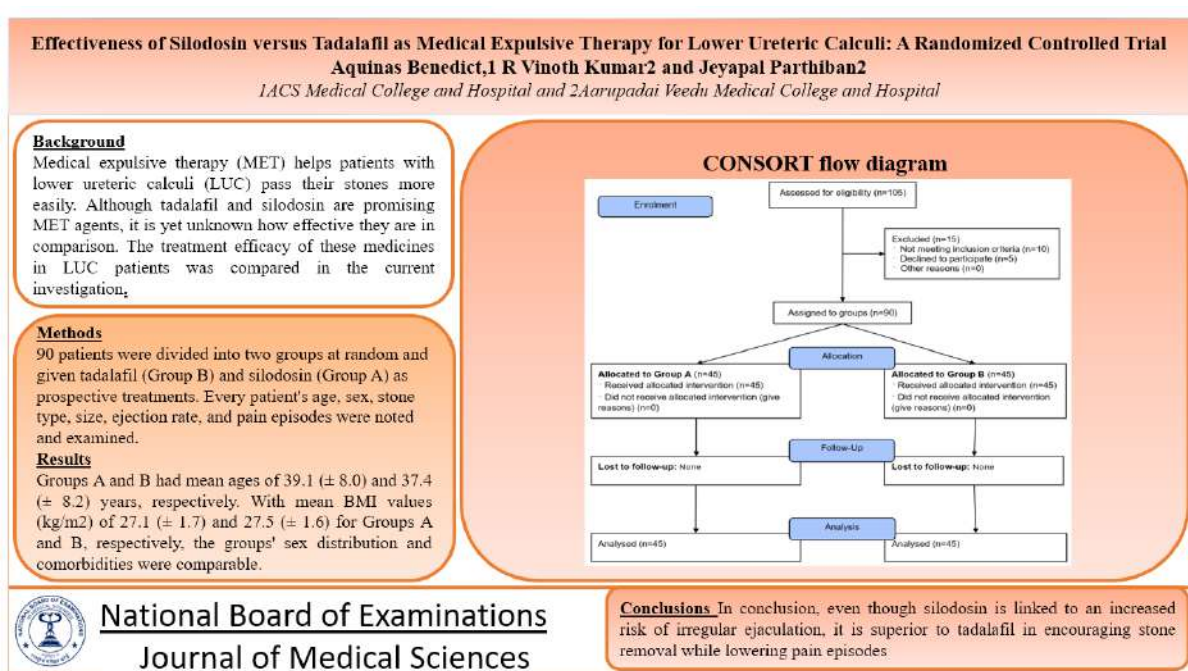 Effectiveness of Silodosin versus Tadalafil as Medical Expulsive Therapy for Lower Ureteric Calculi: A Randomized Controlled Trial
Aquinas Benedict,1 R Vinoth Kumar2 and Jeyapal Parthiban2
1ACS Medical College and Hospital and 2Aarupadai Veedu Medical College and Hospital
Background
Medical expulsive therapy (MET) helps patients with
lower ureteric calculi (LUC) pass their stones more
easily. Although tadalafil and silodosin are promising
MET agents, it is yet unknown how effective they are in
comparison. The treatment efficacy of these medicines
in LUC patients was compared in the current
investigation.
Methods
90 patients were divided into two groups at random and
given tadalafil (Group B) and silodosin (Group A) as
prospective treatments. Every patient's age, sex, stone
type, size, ejection rate, and pain episodes were noted
and examined.
Results
Groups A and B had mean ages of 39.1 (± 8.0) and 37.4
(± 8.2) years, respectively. With mean BMI values
(kg/m2) of 27.1 (± 1.7) and 27.5 (± 1.6) for Groups A
and B, respectively, the groups' sex distribution and
comorbidities were comparable.
CONSORT flow diagram
Assessed for eligibility (n=105)
Enrolment
Excluded (n=15)
· Not meeting inclusion criteria (n=10)
· Declined to participate (n=5)
· Other reasons (n=0)
Assigned to groups (n=90)
Allocation
Allocated to Group A (n=45)
· Received allocated intervention (n=45)
· Did not receive allocated intervention (give
reasons) (n=0)
Allocated to Group B (n=45)
· Received allocated intervention (n=45)
· Did not receive allocated intervention
(give reasons) (n=0)
Follow-Up
Lost to follow-up: None
Lost to follow-up: None
Analysis
Analysed (n=45)
Analysed (n=45)
National Board of Examinations
Journal of Medical Sciences
Conclusions In conclusion, even though silodosin is linked to an increased
risk of irregular ejaculation, it is superior to tadalafil in encouraging stone
removal while lowering pain episodes